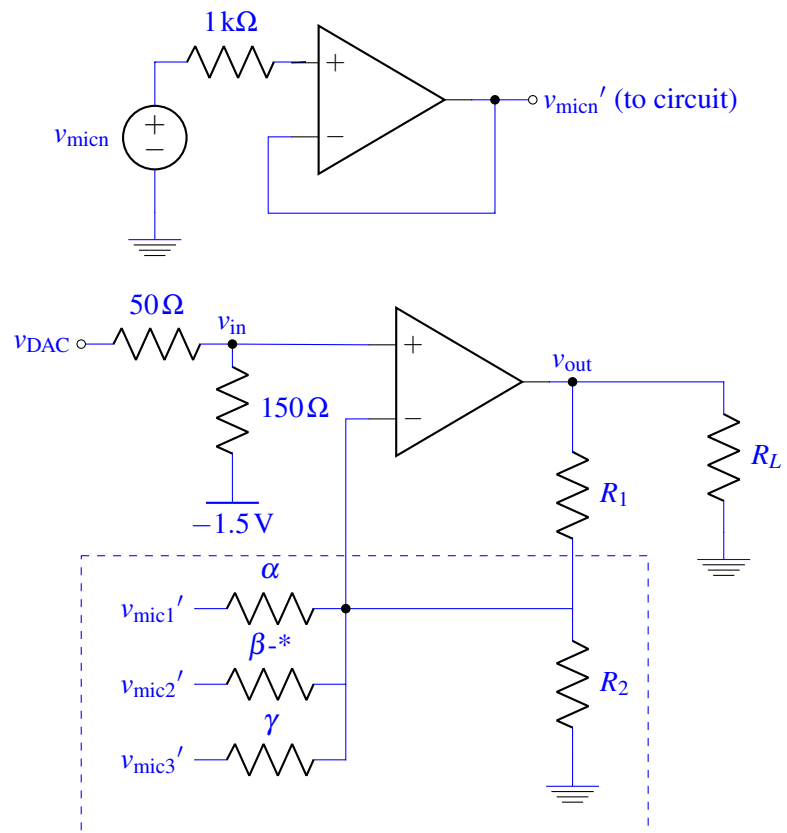 1 kΩ
+
−
v_micn
+
−
v_micn′ (to circuit)
50 Ω
v_DAC
v_in
+
−
v_out
150 Ω
R_L
R_1
−1.5 V
α
v_mic1′
β-*
v_mic2′
R_2
γ
v_mic3′